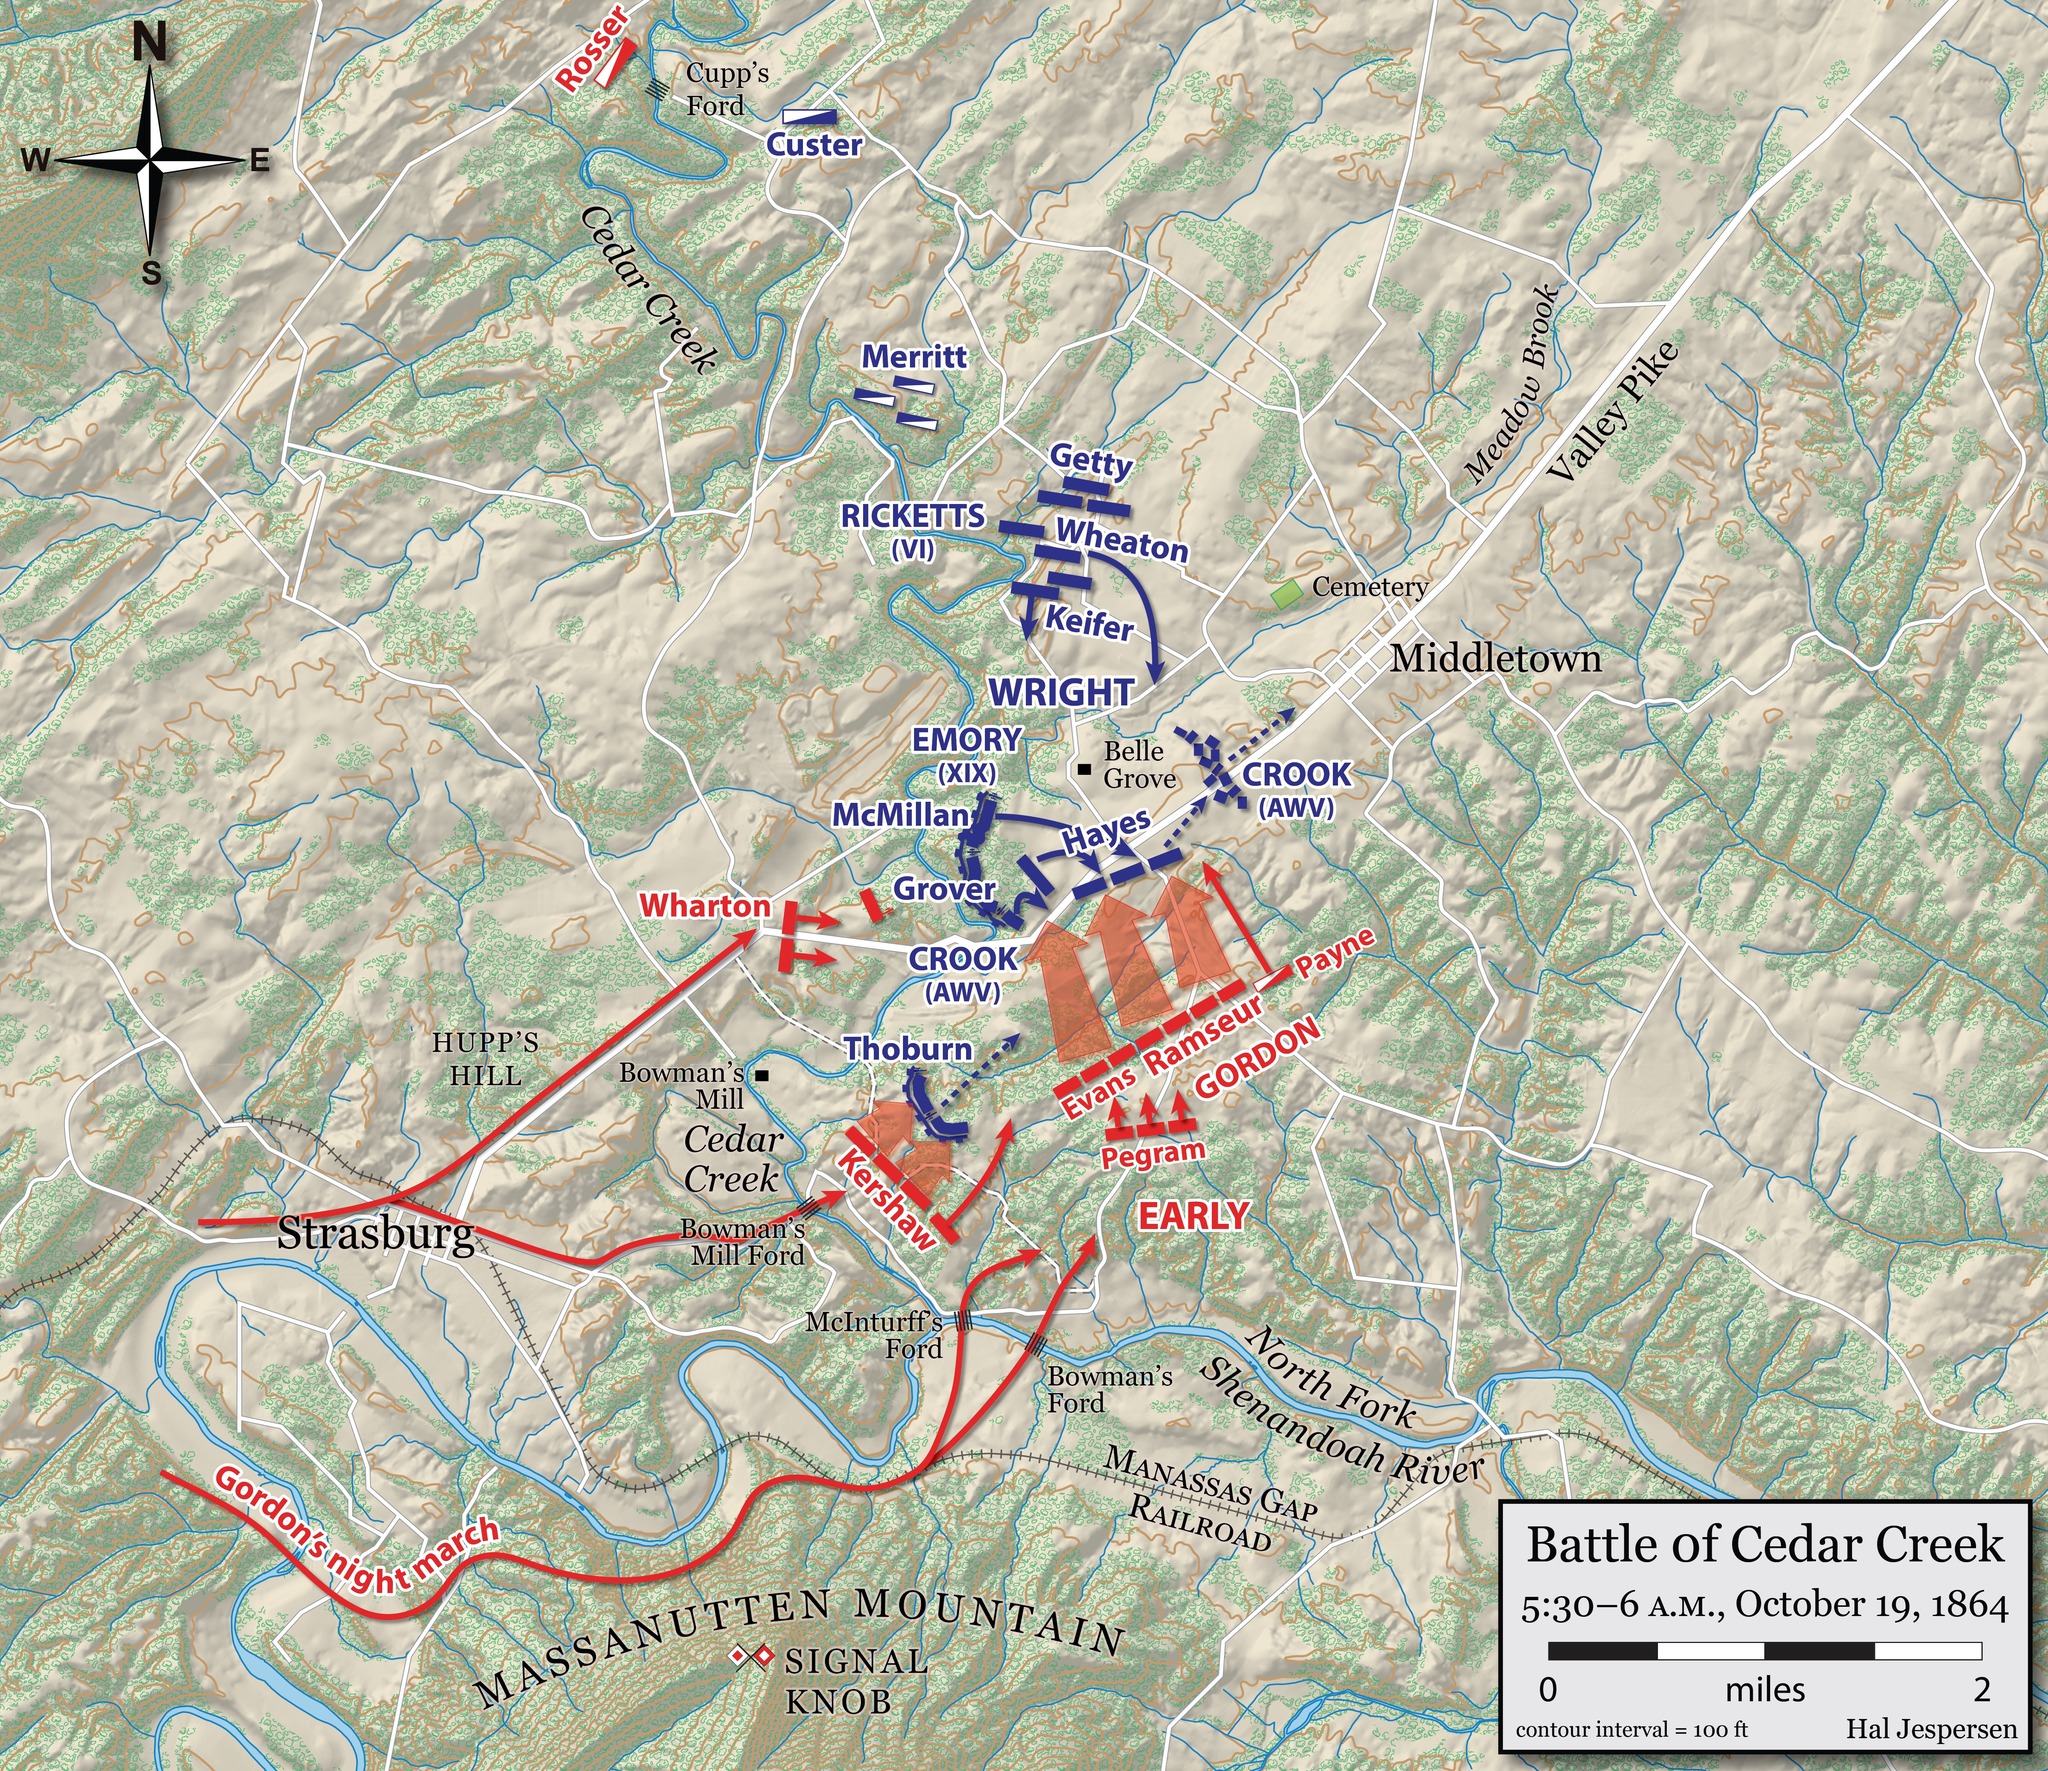 N
W
E
S
Rosser
Cupp's
Ford
Custer
Cedar Creek
Merritt
Meadow Brook
Valley Pike
Getty
RICKETTS
(VI)
Wheaton
Cemetery
Keifer
Middletown
WRIGHT
EMORY
(XIX)
Belle
Grove
CROOK
(AWV)
McMillan
Hayes
Grover
Wharton
CROOK
(AWV)
Payne
HUPP'S
HILL
Thoburn
Ramseur
GORDON
Evans
Bowman's
Mill
Cedar
Creek
Pegram
Kershaw
EARLY
Strasburg
Bowman's
Mill Ford
McInturff's
Ford
Bowman's
Ford
North Fork
Shenandoah River
Manassas Gap
Railroad
Gordon's night march
MASSANUTTEN MOUNTAIN
SIGNAL
KNOB
Battle of Cedar Creek
5:30–6 A.M., October 19, 1864
0 miles 2
contour interval = 100 ft Hal Jespersen